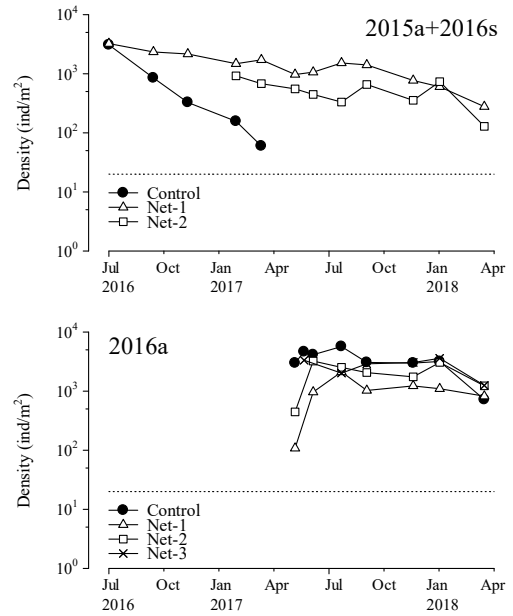 2015a+2016s
Density (ind/m²)
10⁴
10³
10²
10¹
10⁰
Control
Net-1
Net-2
Jul Oct Jan Apr Jul Oct Jan Apr
2016 2017 2018
2016a
Density (ind/m²)
10⁴
10³
10²
10¹
10⁰
Control
Net-1
Net-2
Net-3
Jul Oct Jan Apr Jul Oct Jan Apr
2016 2017 2018